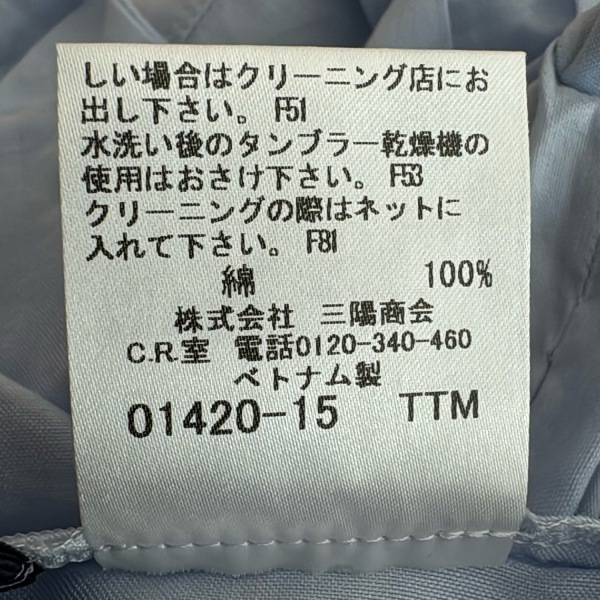 しい場合はクリーニング店にお
出し下さい。 F51
水洗い後のタンブラー乾燥機の
使用はおさけ下さい。 F53
クリーニングの際はネットに
入れて下さい。 F81
綿 100%
株式会社 三陽商会
C.R.室 電話0120-340-460
ベトナム製
01420-15 TTM